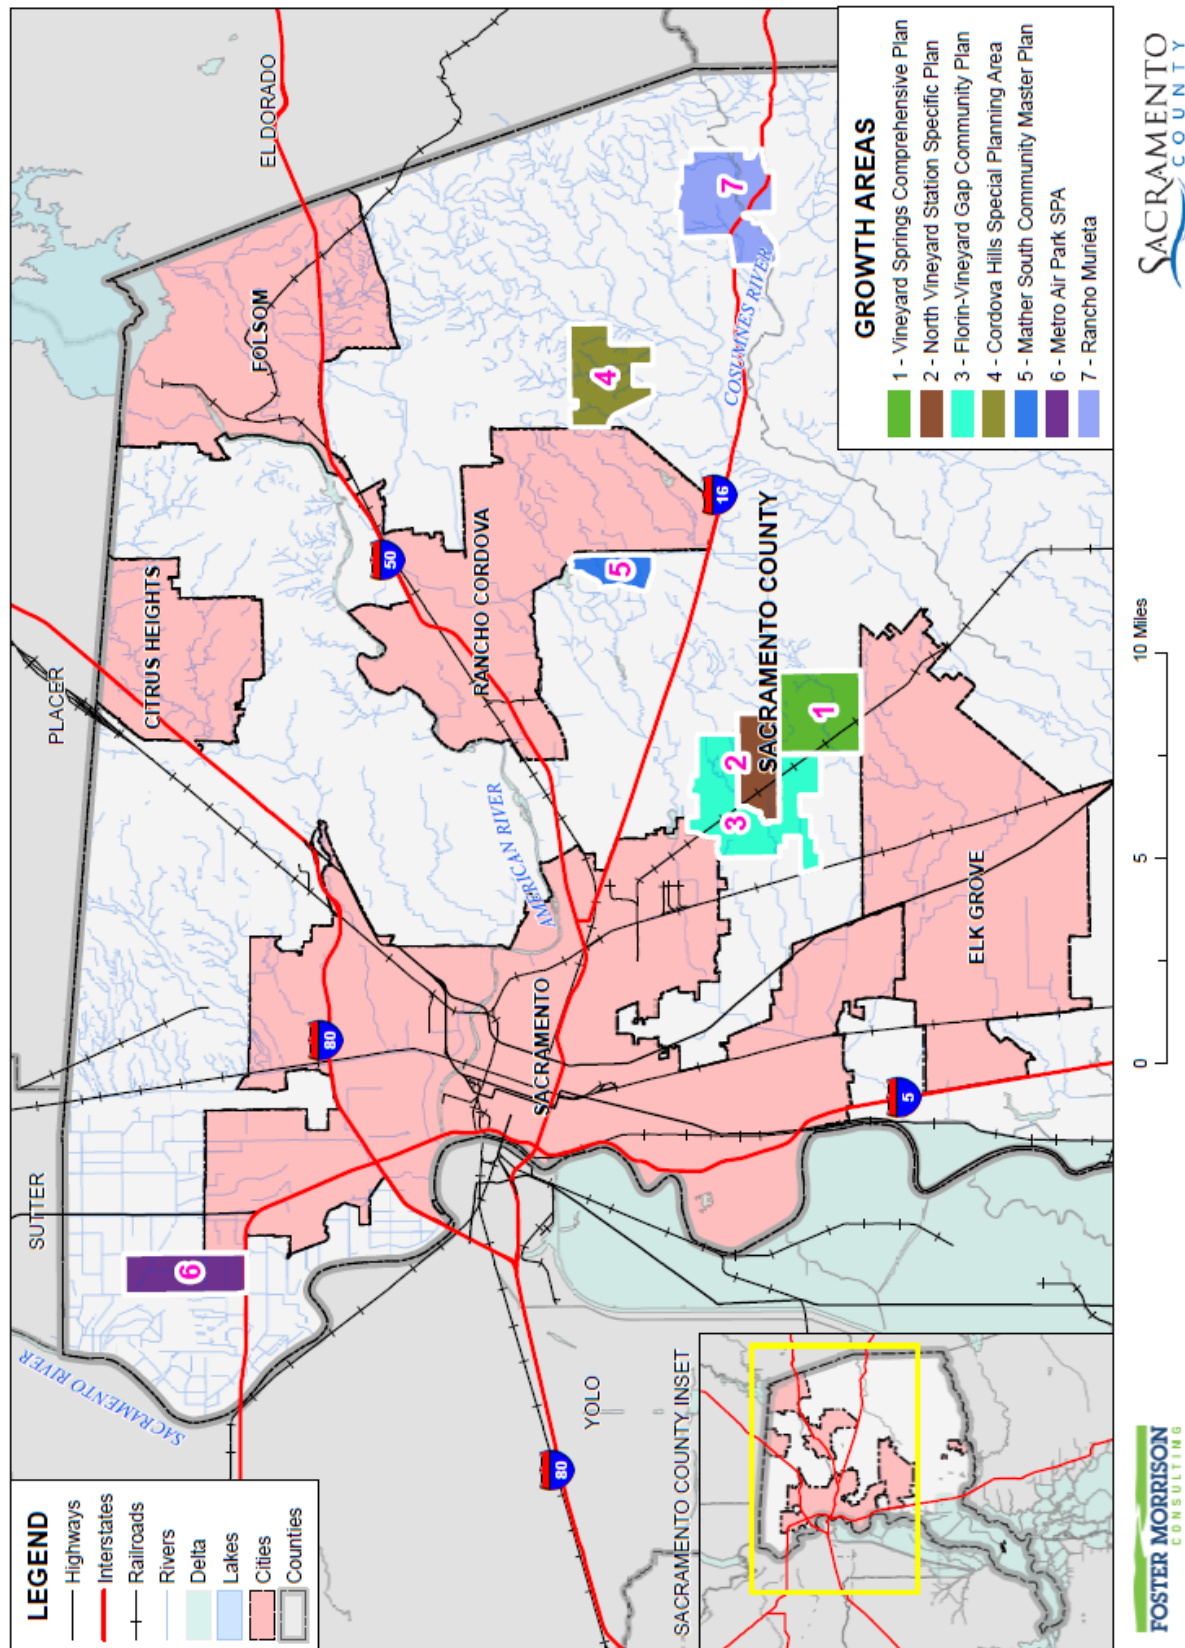 LEGEND
Highways
Interstates
Railroads
Rivers
Delta
Lakes
Cities
Counties
SUTTER
PLACER
EL DORADO
SACRAMENTO RIVER
6
80
CITRUS HEIGHTS
FOLSOM
50
AMERICAN RIVER
RANCHO CORDOVA
SACRAMENTO
YOLO
80
5
4
7
COSUMNES RIVER
16
SACRAMENTO COUNTY
3
2
1
ELK GROVE
5
SACRAMENTO COUNTY INSET
GROWTH AREAS
1 - Vineyard Springs Comprehensive Plan
2 - North Vineyard Station Specific Plan
3 - Florin-Vineyard Gap Community Plan
4 - Cordova Hills Special Planning Area
5 - Mather South Community Master Plan
6 - Metro Air Park SPA
7 - Rancho Murieta
0 5 10 Miles
FOSTER MORRISON
CONSULTING
SACRAMENTO
COUNTY